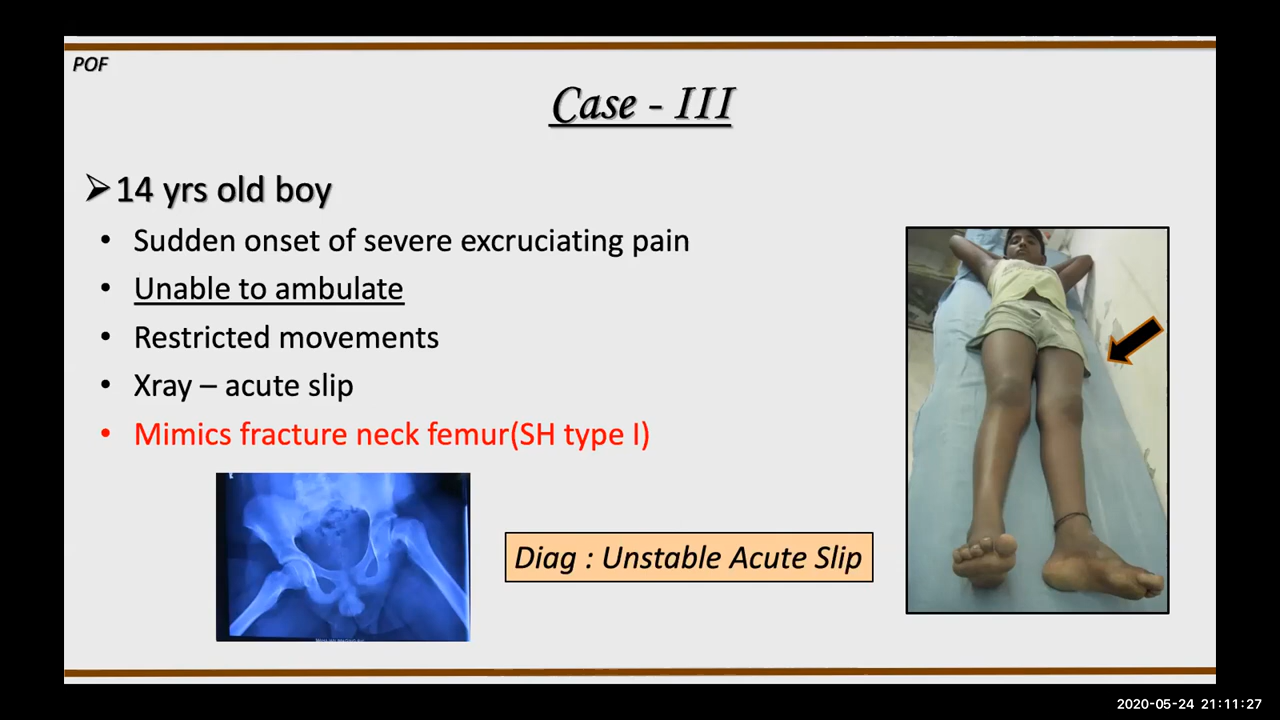 POF
Case - III
➢14 yrs old boy
• Sudden onset of severe excruciating pain
• Unable to ambulate
• Restricted movements
• Xray – acute slip
• Mimics fracture neck femur(SH type I)
Diag : Unstable Acute Slip
2020-05-24 21:11:27